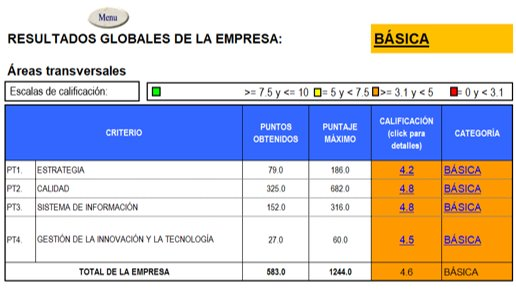 Menu
RESULTADOS GLOBALES DE LA EMPRESA: BÁSICA
Áreas transversales
Escalas de calificación: >= 7.5 y <= 10 = 5 y < 7.5 >= 3.1 y < 5 = 0 y < 3.1
CRITERIO PUNTOS OBTENIDOS PUNTAJE MÁXIMO CALIFICACIÓN (click para detalles) CATEGORÍA
PT1. ESTRATEGIA 79.0 186.0 4.2 BÁSICA
PT2. CALIDAD 325.0 682.0 4.8 BÁSICA
PT3. SISTEMA DE INFORMACIÓN 152.0 316.0 4.8 BÁSICA
PT4. GESTIÓN DE LA INNOVACIÓN Y LA TECNOLOGÍA 27.0 60.0 4.5 BÁSICA
TOTAL DE LA EMPRESA 583.0 1244.0 4.6 BÁSICA